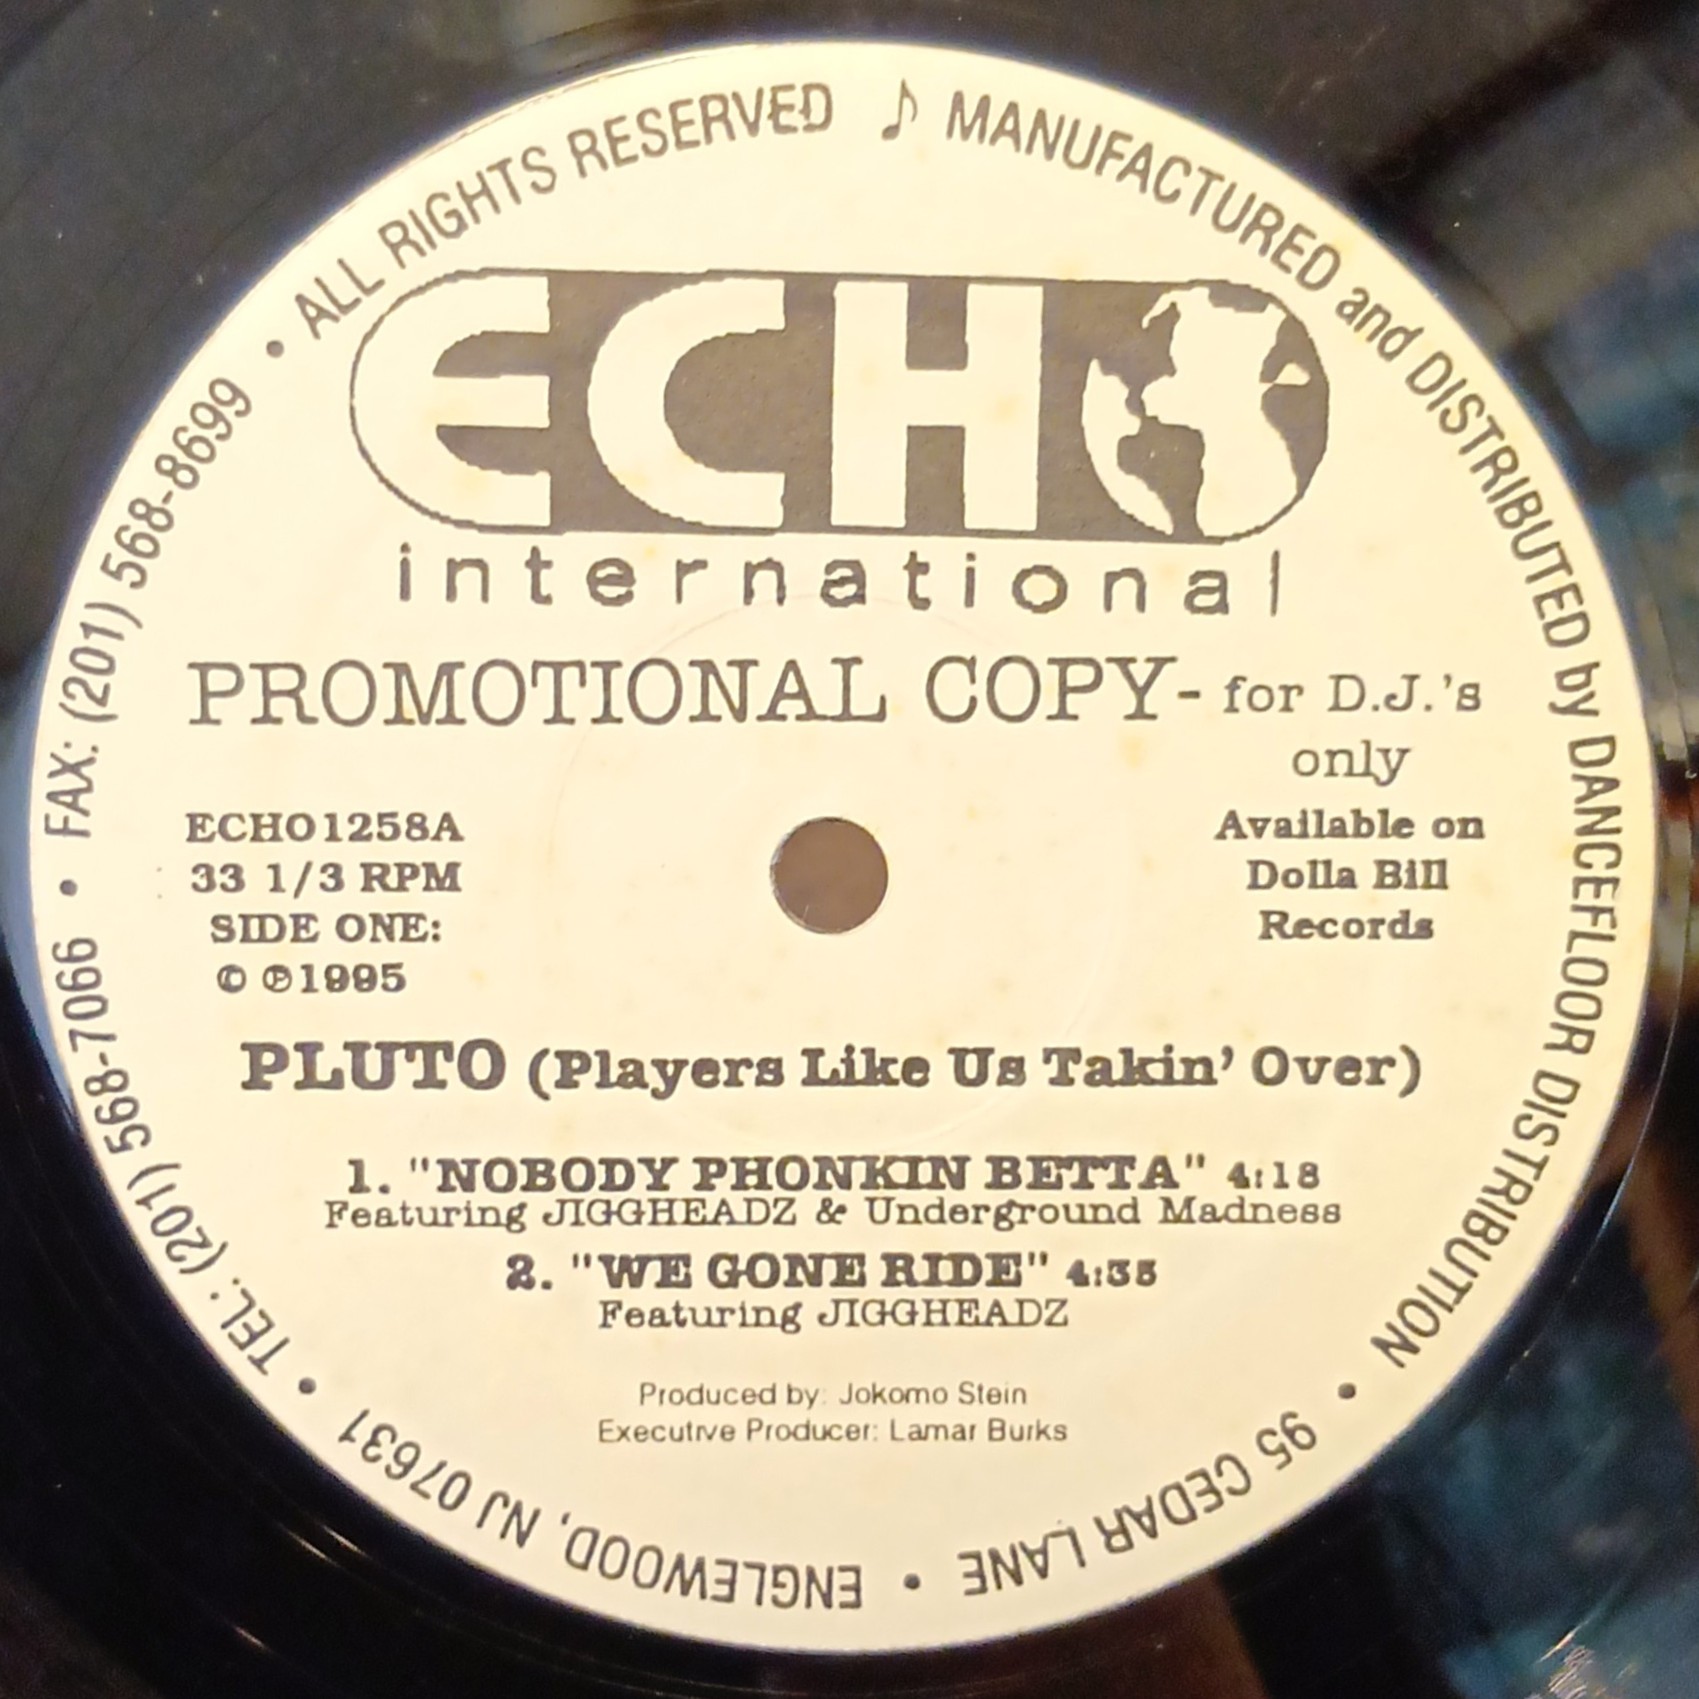 ♪ MANUFACTURED and DISTRIBUTED by DANCEFLOOR DISTRIBUTION • 95 CEDAR LANE • ENGLEWOOD, NJ 07631 • TEL.: (201) 568-7066 • FAX: (201) 568-8699 • ALL RIGHTS RESERVED
ECHO
international
PROMOTIONAL COPY- for D.J.'s
only
ECHO1258A
33 1/3 RPM
SIDE ONE:
© ℗1995
Available on
Dolla Bill
Records
PLUTO (Players Like Us Takin' Over)
1. "NOBODY PHONKIN BETTA" 4:18
Featuring JIGGHEADZ & Underground Madness
2. "WE GONE RIDE" 4:35
Featuring JIGGHEADZ
Produced by: Jokomo Stein
Executive Producer: Lamar Burks